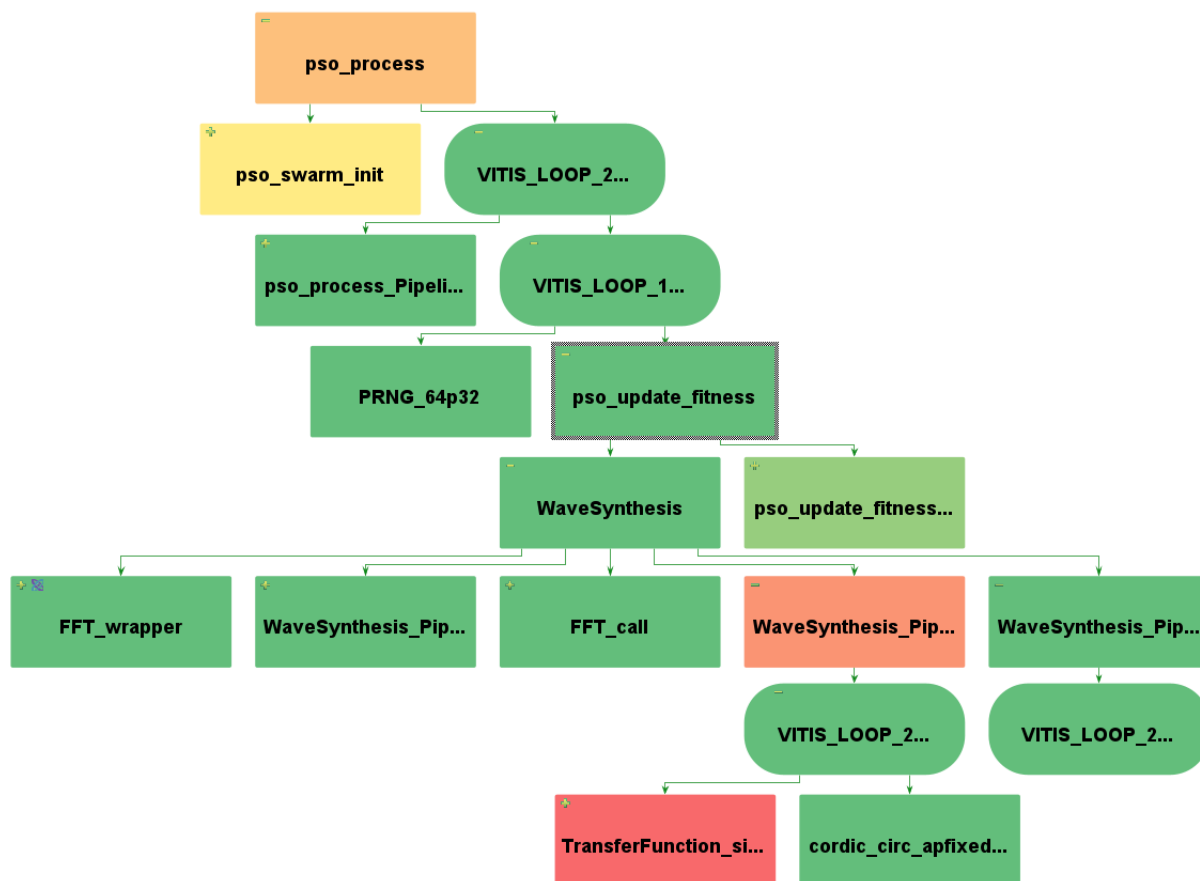 pso_process
pso_swarm_init
VITIS_LOOP_2...
pso_process_Pipeli...
VITIS_LOOP_1...
PRNG_64p32
pso_update_fitness
WaveSynthesis
pso_update_fitness...
FFT_wrapper
WaveSynthesis_Pip...
FFT_call
WaveSynthesis_Pip...
WaveSynthesis_Pip...
VITIS_LOOP_2...
VITIS_LOOP_2...
TransferFunction_si...
cordic_circ_apfixed...